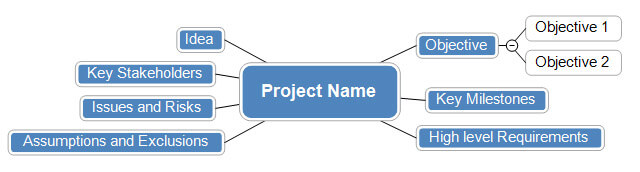 Idea
Key Stakeholders
Issues and Risks
Assumptions and Exclusions
Project Name
Objective
Objective 1
Objective 2
Key Milestones
High level Requirements